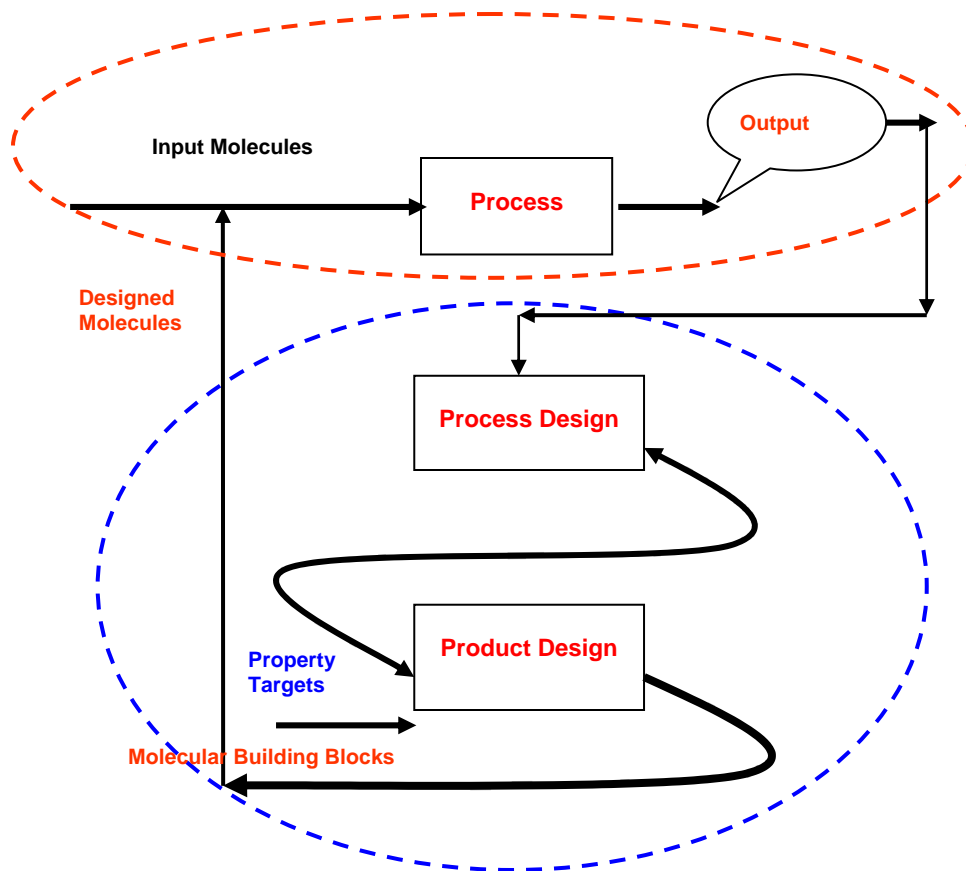 Output
Input Molecules
Process
Designed
Molecules
Process Design
Product Design
Property
Targets
Molecular Building Blocks